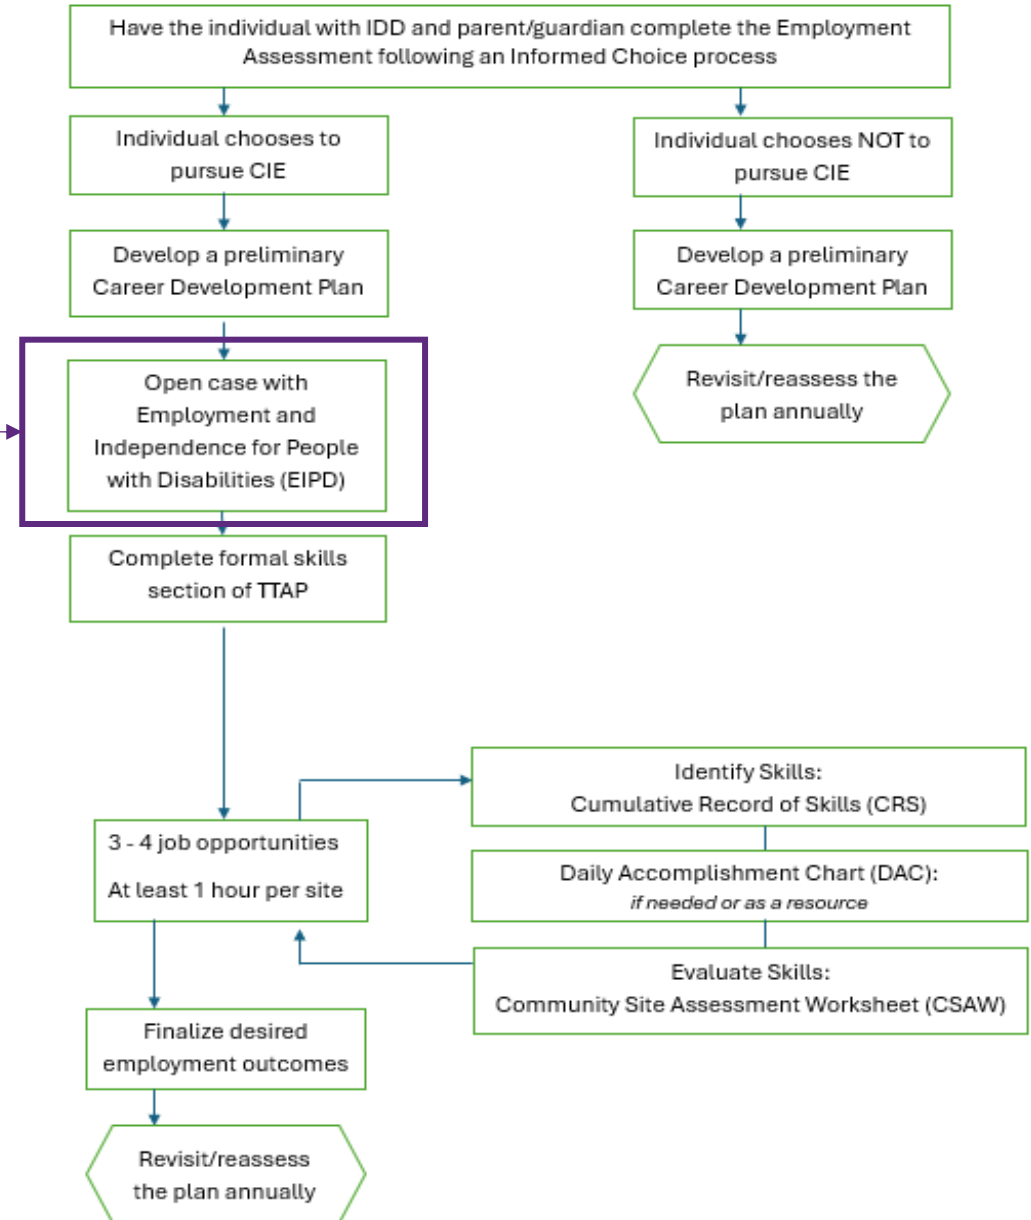 Have the individual with IDD and parent/guardian complete the Employment
Assessment following an Informed Choice process
Individual chooses to
pursue CIE
Individual chooses NOT to
pursue CIE
Develop a preliminary
Career Development Plan
Develop a preliminary
Career Development Plan
Open case with
Employment and
Independence for People
with Disabilities (EIPD)
Revisit/reassess the
plan annually
Complete formal skills
section of TTAP
Identify Skills:
Cumulative Record of Skills (CRS)
3 - 4 job opportunities
At least 1 hour per site
Daily Accomplishment Chart (DAC):
if needed or as a resource
Evaluate Skills:
Community Site Assessment Worksheet (CSAW)
Finalize desired
employment outcomes
Revisit/reassess
the plan annually